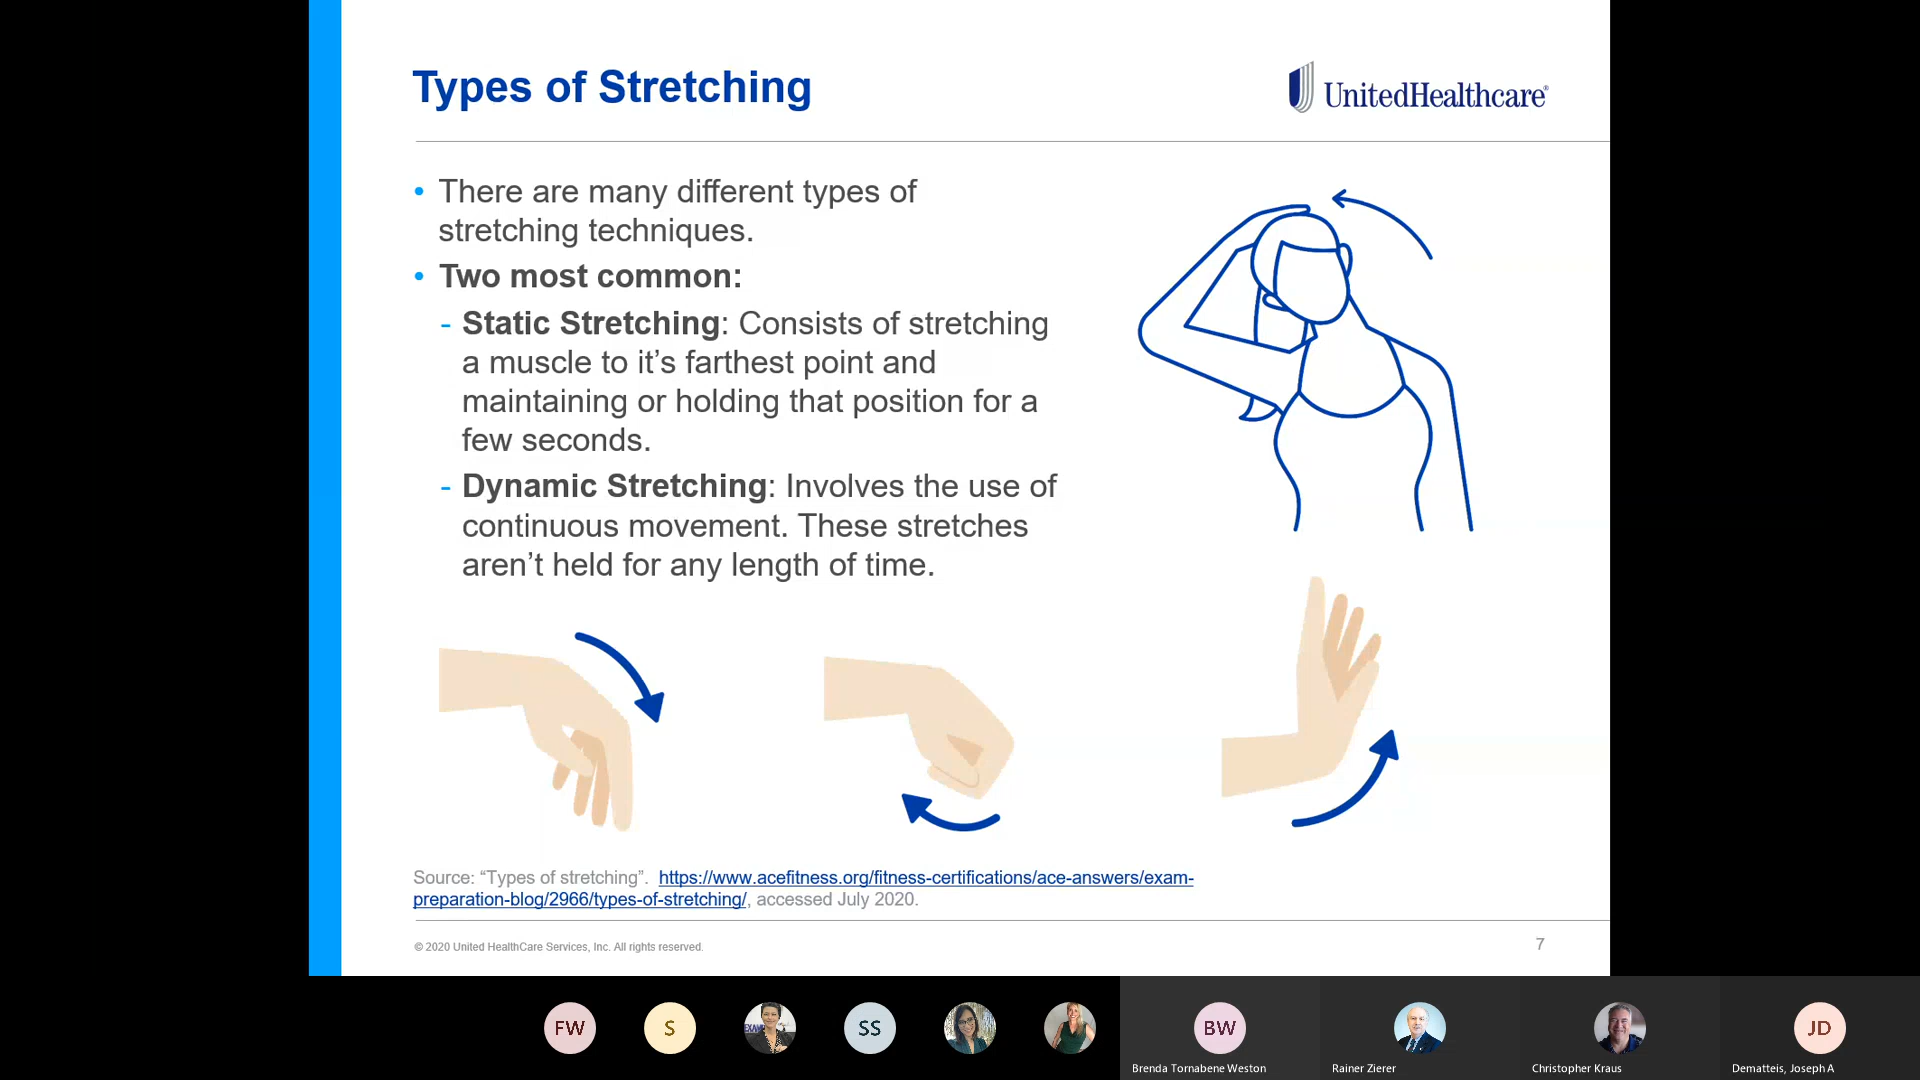 Types of Stretching
UnitedHealthcare®
• There are many different types of
stretching techniques.
• Two most common:
- Static Stretching: Consists of stretching
a muscle to it’s farthest point and
maintaining or holding that position for a
few seconds.
- Dynamic Stretching: Involves the use of
continuous movement. These stretches
aren’t held for any length of time.
Source: “Types of stretching”. https://www.acefitness.org/fitness-certifications/ace-answers/exam-
preparation-blog/2966/types-of-stretching/, accessed July 2020.
© 2020 United HealthCare Services, Inc. All rights reserved.
7
FW
S
SS
BW
JD
Brenda Tornabene Weston
Rainer Zierer
Christopher Kraus
Dematteis, Joseph A